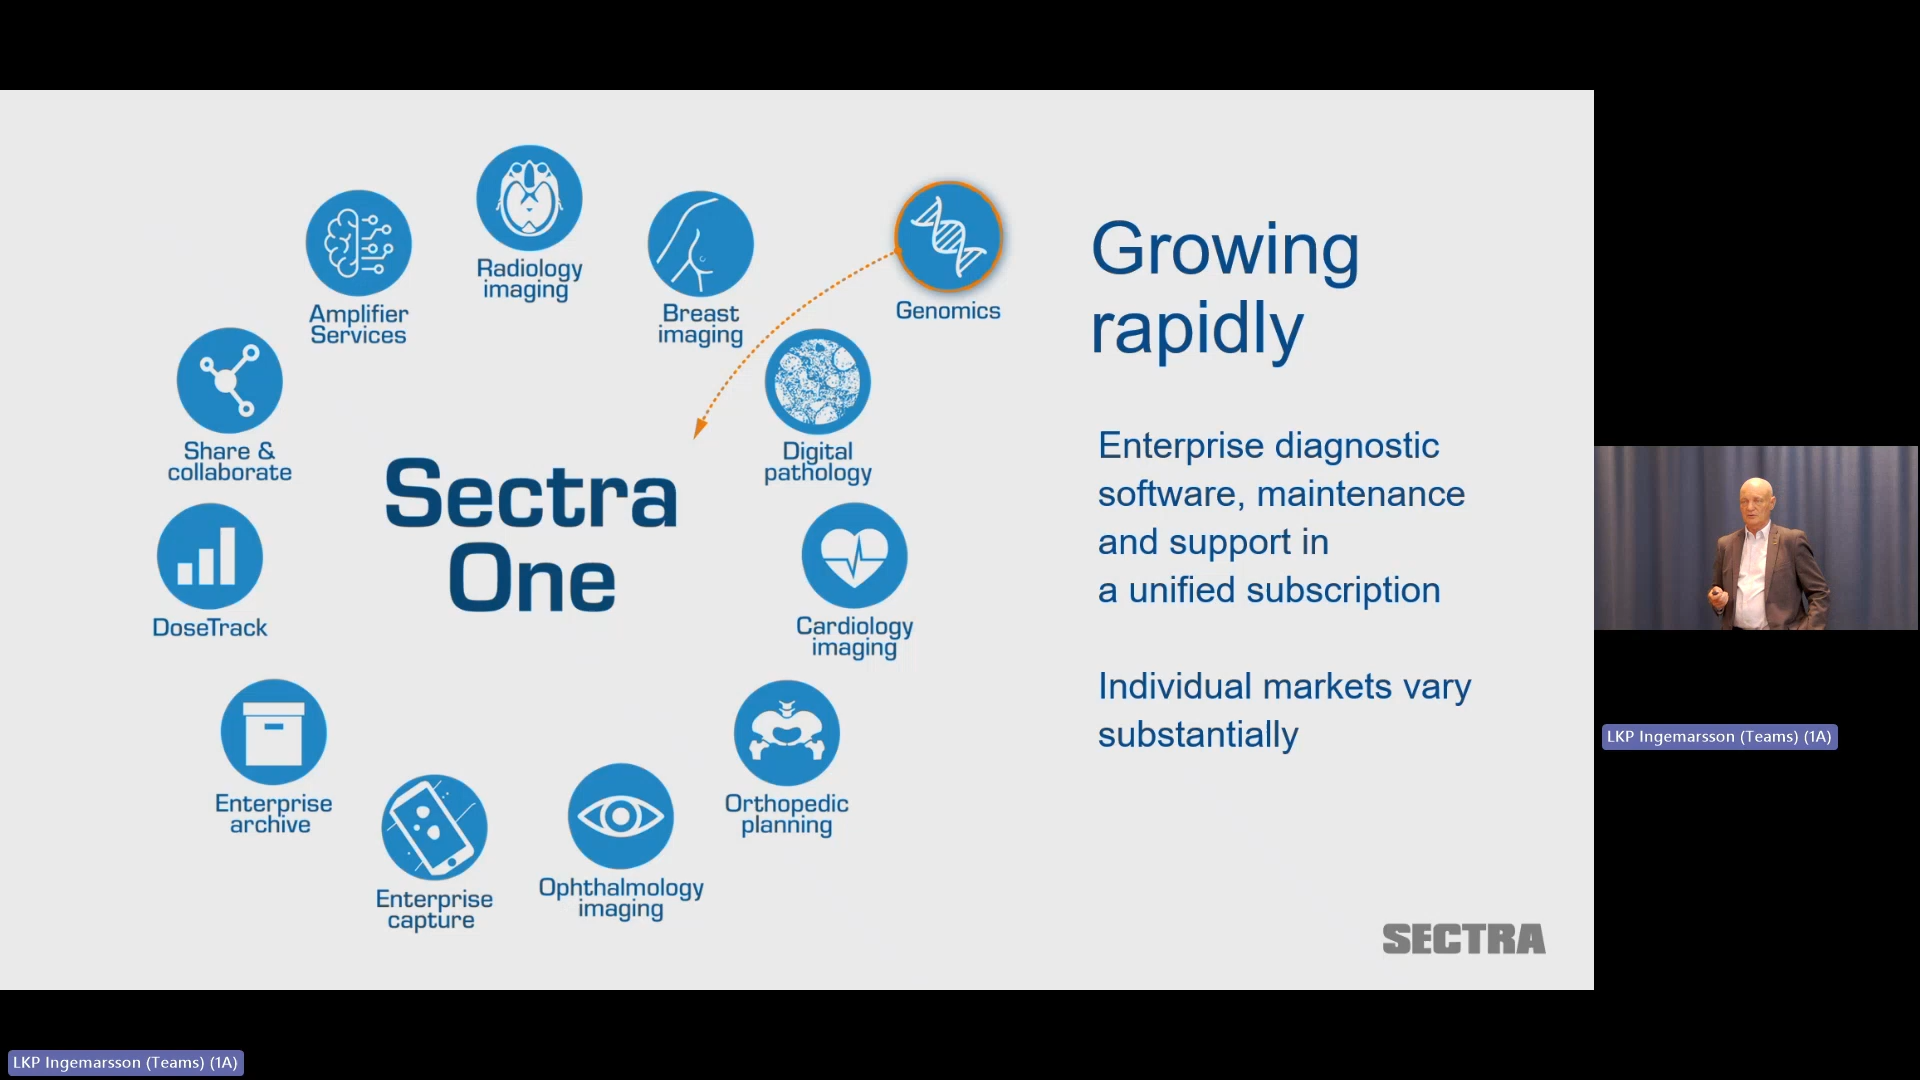 Radiology
imaging
Amplifier
Services
Breast
imaging
Genomics
Share &
collaborate
Digital
pathology
Sectra
One
DoseTrack
Cardiology
imaging
Enterprise
archive
Orthopedic
planning
Enterprise
capture
Ophthalmology
imaging
Growing
rapidly
Enterprise diagnostic
software, maintenance
and support in
a unified subscription
Individual markets vary
substantially
SECTRA
LKP Ingemarsson (Teams) (1A)
LKP Ingemarsson (Teams) (1A)